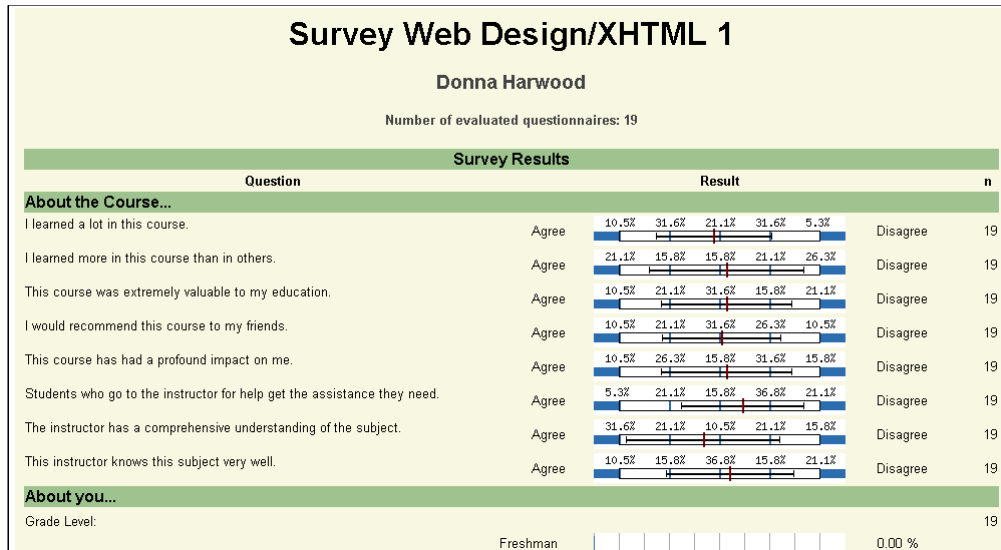 Survey Web Design/XHTML 1
Donna Harwood
Number of evaluated questionnaires: 19
Survey Results
Question Result n
About the Course...
I learned a lot in this course. Agree 10.5% 31.6% 21.1% 31.6% 5.3% Disagree 19
I learned more in this course than in others. Agree 21.1% 15.8% 15.8% 21.1% 26.3% Disagree 19
This course was extremely valuable to my education. Agree 10.5% 21.1% 31.6% 15.8% 21.1% Disagree 19
I would recommend this course to my friends. Agree 10.5% 21.1% 31.6% 26.3% 10.5% Disagree 19
This course has had a profound impact on me. Agree 10.5% 26.3% 15.8% 31.6% 15.8% Disagree 19
Students who go to the instructor for help get the assistance they need. Agree 5.3% 21.1% 15.8% 36.8% 21.1% Disagree 19
The instructor has a comprehensive understanding of the subject. Agree 31.6% 21.1% 10.5% 21.1% 15.8% Disagree 19
This instructor knows this subject very well. Agree 10.5% 15.8% 36.8% 15.8% 21.1% Disagree 19
About you...
Grade Level: 19
Freshman 0.00 %